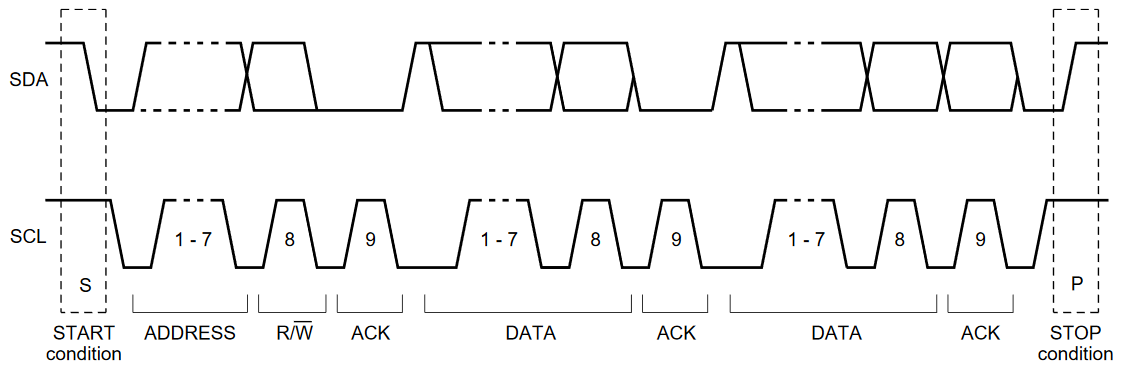 SDA
SCL
1 - 7
8
9
1 - 7
8
9
1 - 7
8
9
S
P
START
condition
ADDRESS
R/W̅
ACK
DATA
ACK
DATA
ACK
STOP
condition